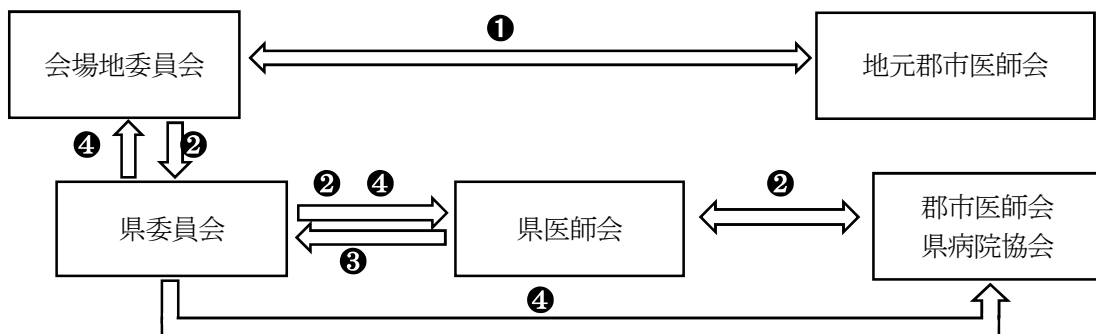 ❶
会場地委員会
地元郡市医師会
❹
❷
❷ ❹
❷
県委員会
県医師会
郡市医師会
県病院協会
❸
❹